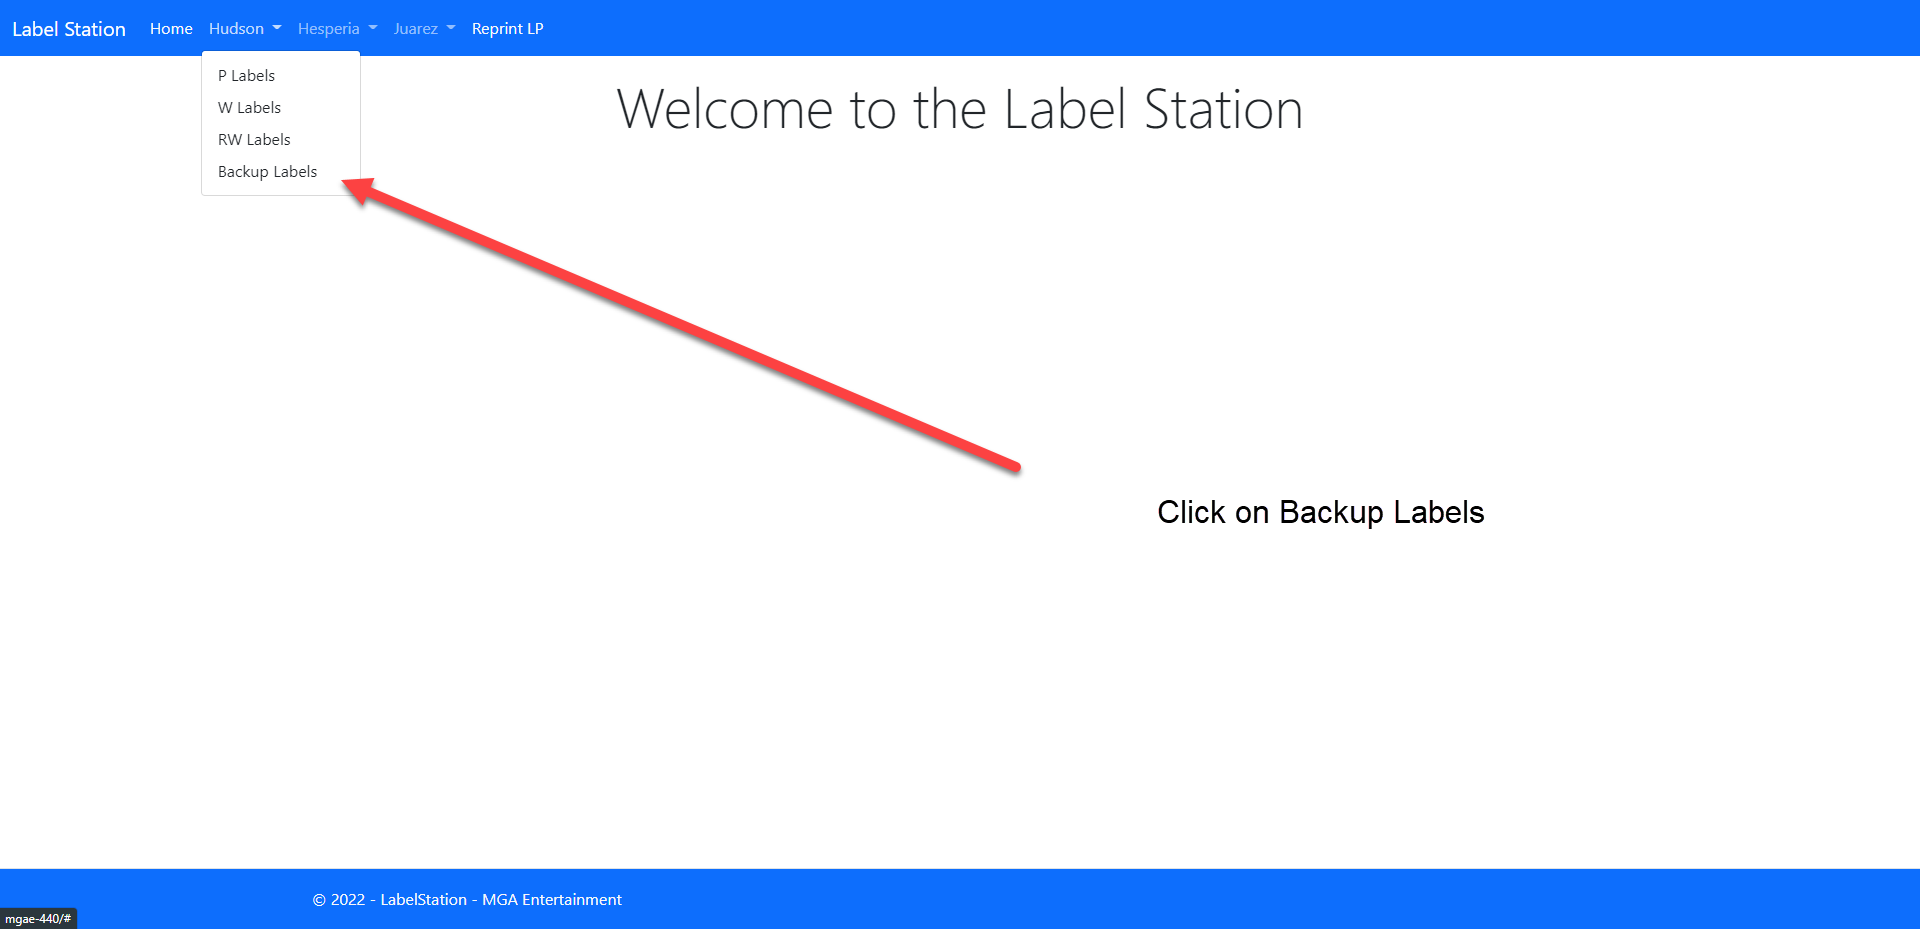 Label Station Home Hudson Hesperia Juarez Reprint LP
P Labels
W Labels
RW Labels
Backup Labels
Welcome to the Label Station
Click on Backup Labels
© 2022 - LabelStation - MGA Entertainment
mgae-440/#